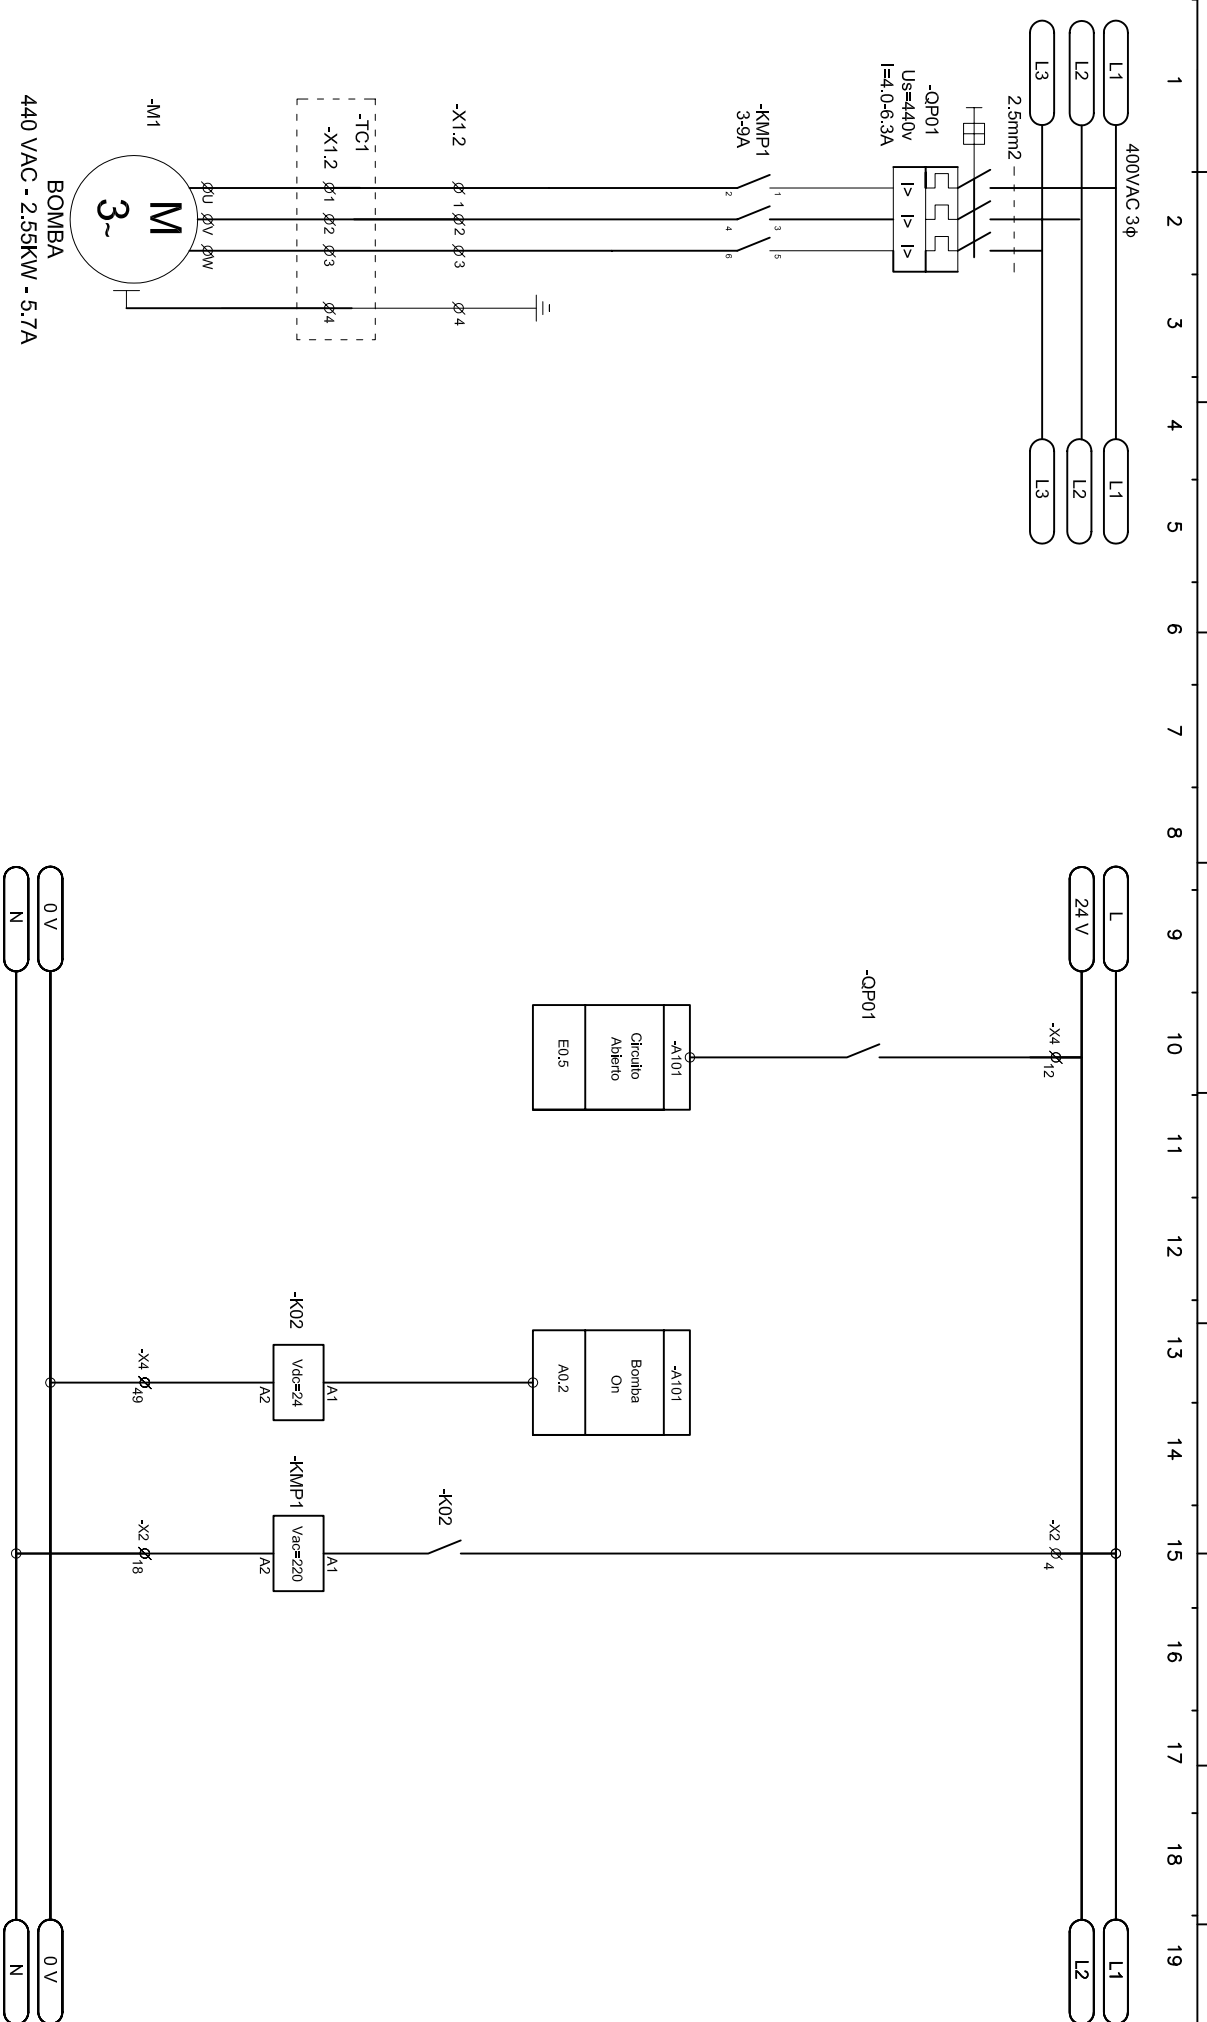 1 2 3 4 5 6 7 8 9 10 11 12 13 14 15 16 17 18 19
400VAC 3ϕ
L1 L1
L2 L2
L3 L3
2.5mm2
-QP01
Us=440v
I=4.0-6.3A
I> I> I>
-KMP1
3-9A
1 3 5
2 4 6
-X1.2
1 2 3 4
-TC1
-X1.2
1 2 3 4
U V W
-M1
M
3~
BOMBA
440 VAC - 2.55KW - 5.7A
L L1
24 V L2
-X4 12
-QP01
-A101
Circuito
Abierto
E0.5
-A101
Bomba
On
A0.2
-K02
A1
Vdc=24
A2
-X4 49
-X2 4
-K02
-KMP1
A1
Vac=220
A2
-X2 18
0 V 0 V
N N